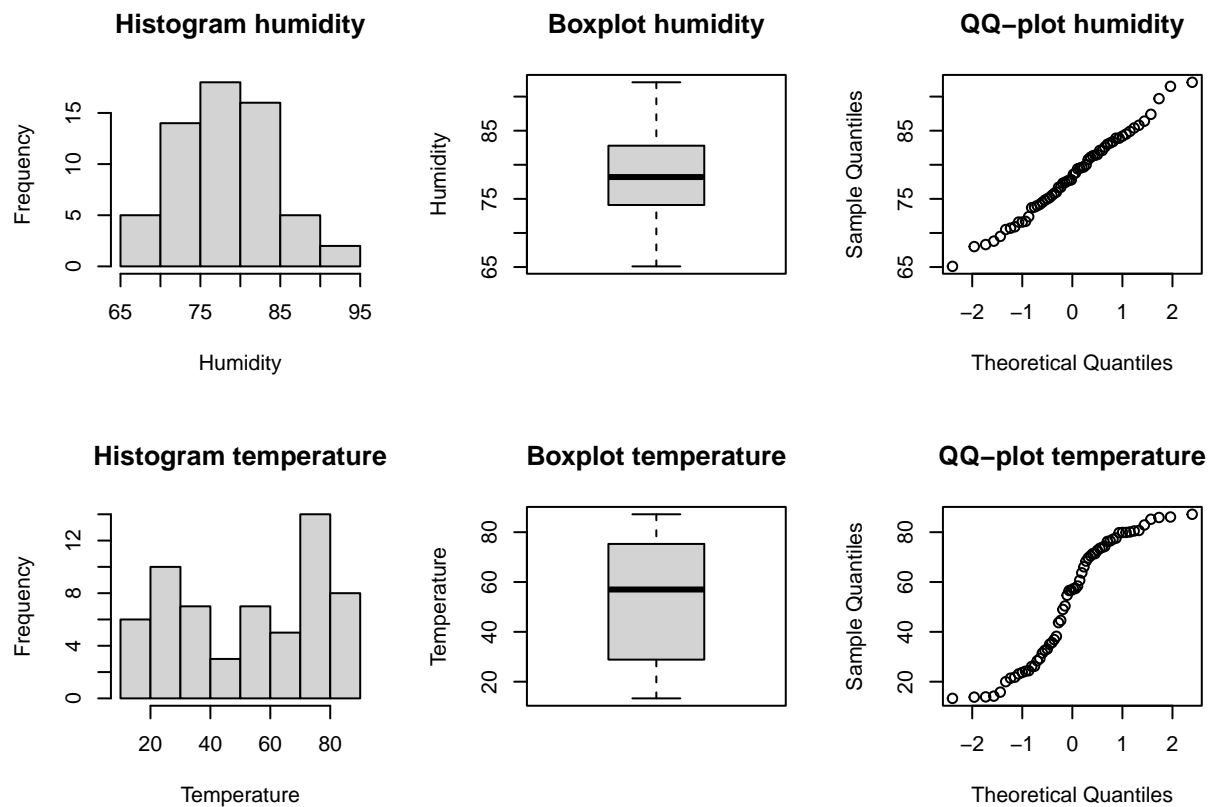 Histogram humidity
Frequency
0 5 10 15
65 75 85 95
Humidity
Boxplot humidity
Humidity
65 75 85
QQ−plot humidity
Sample Quantiles
65 75 85
−2 −1 0 1 2
Theoretical Quantiles
Histogram temperature
Frequency
0 4 8 12
20 40 60 80
Temperature
Boxplot temperature
Temperature
20 40 60 80
QQ−plot temperature
Sample Quantiles
20 40 60 80
−2 −1 0 1 2
Theoretical Quantiles